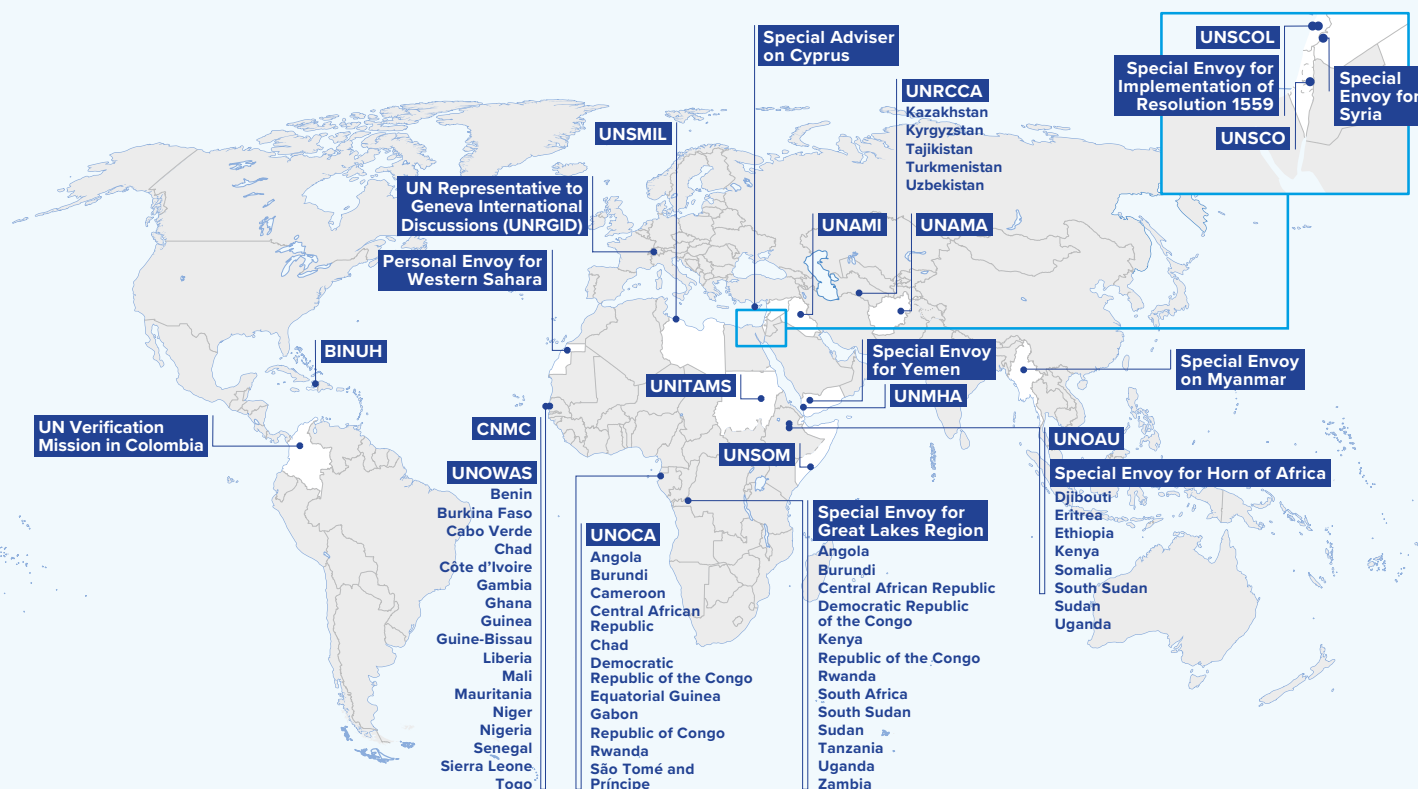 Special Adviser
on Cyprus
UNSCOL
Special Envoy for
Implementation of
Resolution 1559
Special
Envoy for
Syria
UNSCO
UNRCCA
Kazakhstan
Kyrgyzstan
Tajikistan
Turkmenistan
Uzbekistan
UNSMIL
UN Representative to
Geneva International
Discussions (UNRGID)
UNAMI
UNAMA
Personal Envoy for
Western Sahara
BINUH
Special Envoy
for Yemen
Special Envoy
on Myanmar
UNITAMS
UNMHA
UN Verification
Mission in Colombia
CNMC
UNSOM
UNOAU
Special Envoy for Horn of Africa
Djibouti
Eritrea
Ethiopia
Kenya
Somalia
South Sudan
Sudan
Uganda
UNOWAS
Benin
Burkina Faso
Cabo Verde
Chad
Côte d'Ivoire
Gambia
Ghana
Guinea
Guine-Bissau
Liberia
Mali
Mauritania
Niger
Nigeria
Senegal
Sierra Leone
Togo
UNOCA
Angola
Burundi
Cameroon
Central African
Republic
Chad
Democratic
Republic of the Congo
Equatorial Guinea
Gabon
Republic of Congo
Rwanda
São Tomé and
Príncipe
Special Envoy for
Great Lakes Region
Angola
Burundi
Central African Republic
Democratic Republic
of the Congo
Kenya
Republic of the Congo
Rwanda
South Africa
South Sudan
Sudan
Tanzania
Uganda
Zambia